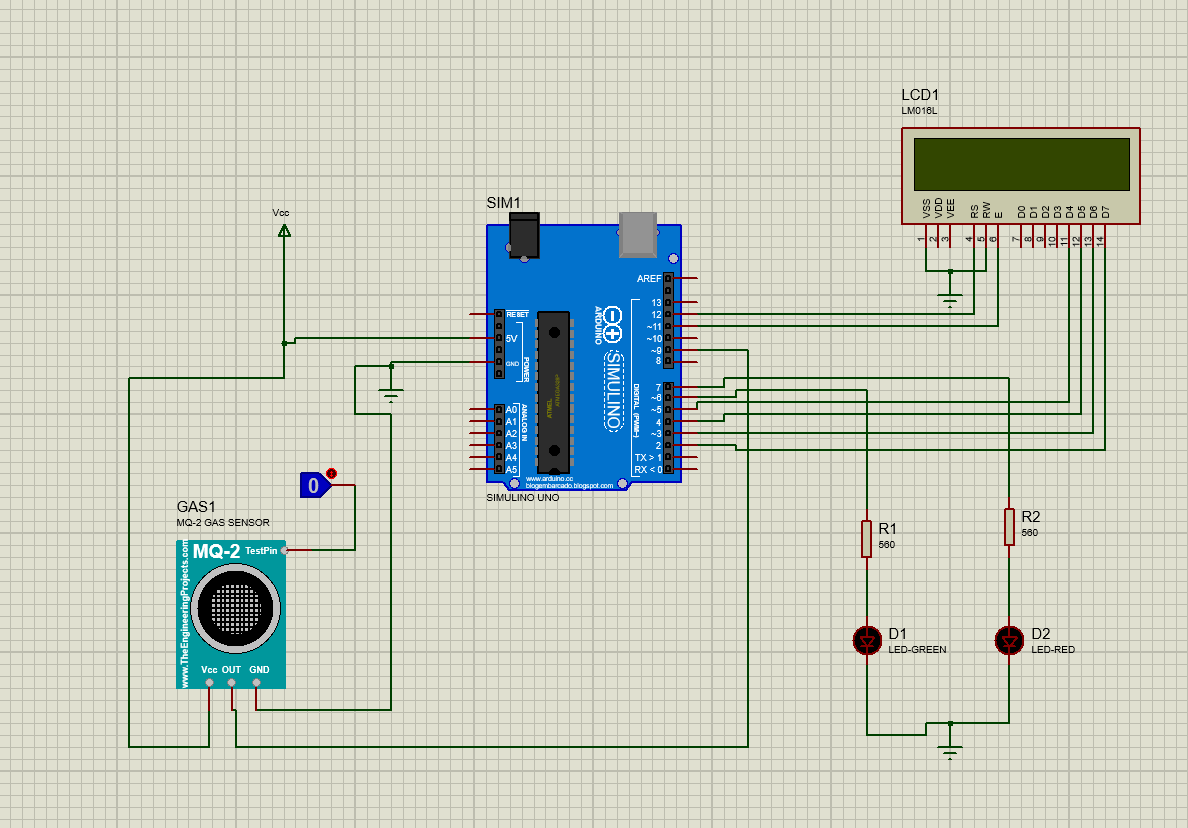 LCD1
LM016L
VSS
VDD
VEE
RS
RW
E
D0
D1
D2
D3
D4
D5
D6
D7
1
2
3
4
5
6
7
8
9
10
11
12
13
14
Vcc
SIM1
AREF
RESET
5V
GND
POWER
13
12
~11
~10
~9
8
ARDUINO
SIMULINO
7
~6
~5
4
~3
2
TX > 1
RX < 0
DIGITAL (PWM~)
A0
A1
A2
A3
A4
A5
ANALOG IN
ATMEL
www.arduino.cc
blogembarcado.blogspot.com
SIMULINO UNO
0
GAS1
MQ-2 GAS SENSOR
MQ-2
TestPin
www.TheEngineeringProjects.com
Vcc OUT GND
R1
560
R2
560
D1
LED-GREEN
D2
LED-RED